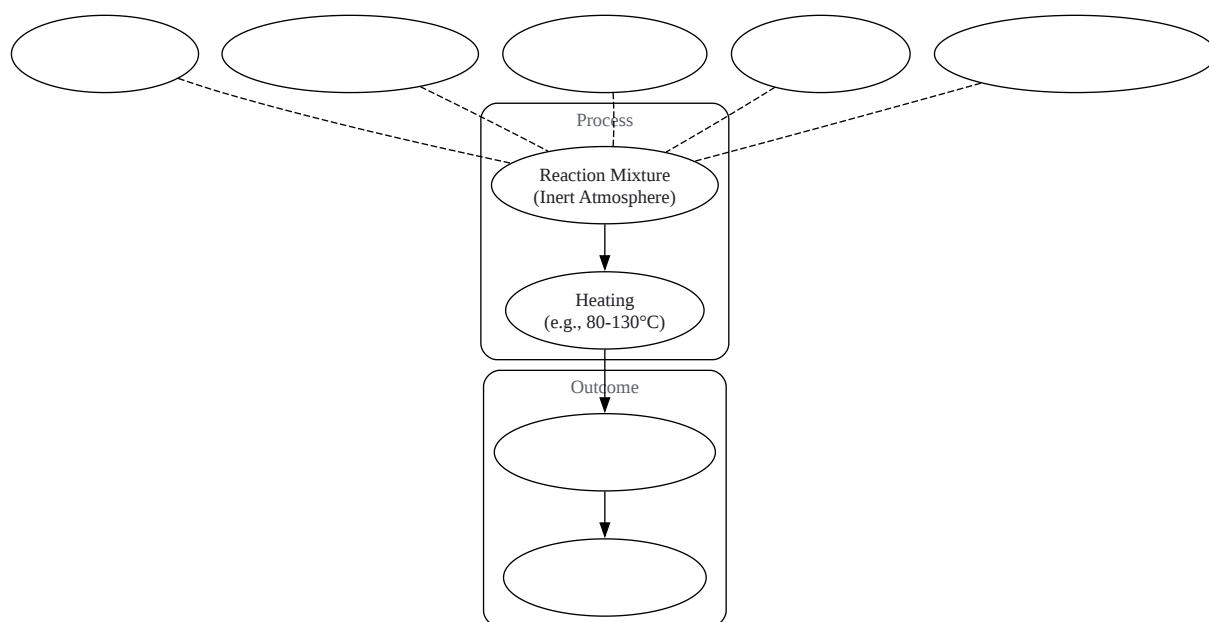 Process
Reaction Mixture
(Inert Atmosphere)
Heating
(e.g., 80-130°C)
Outcome